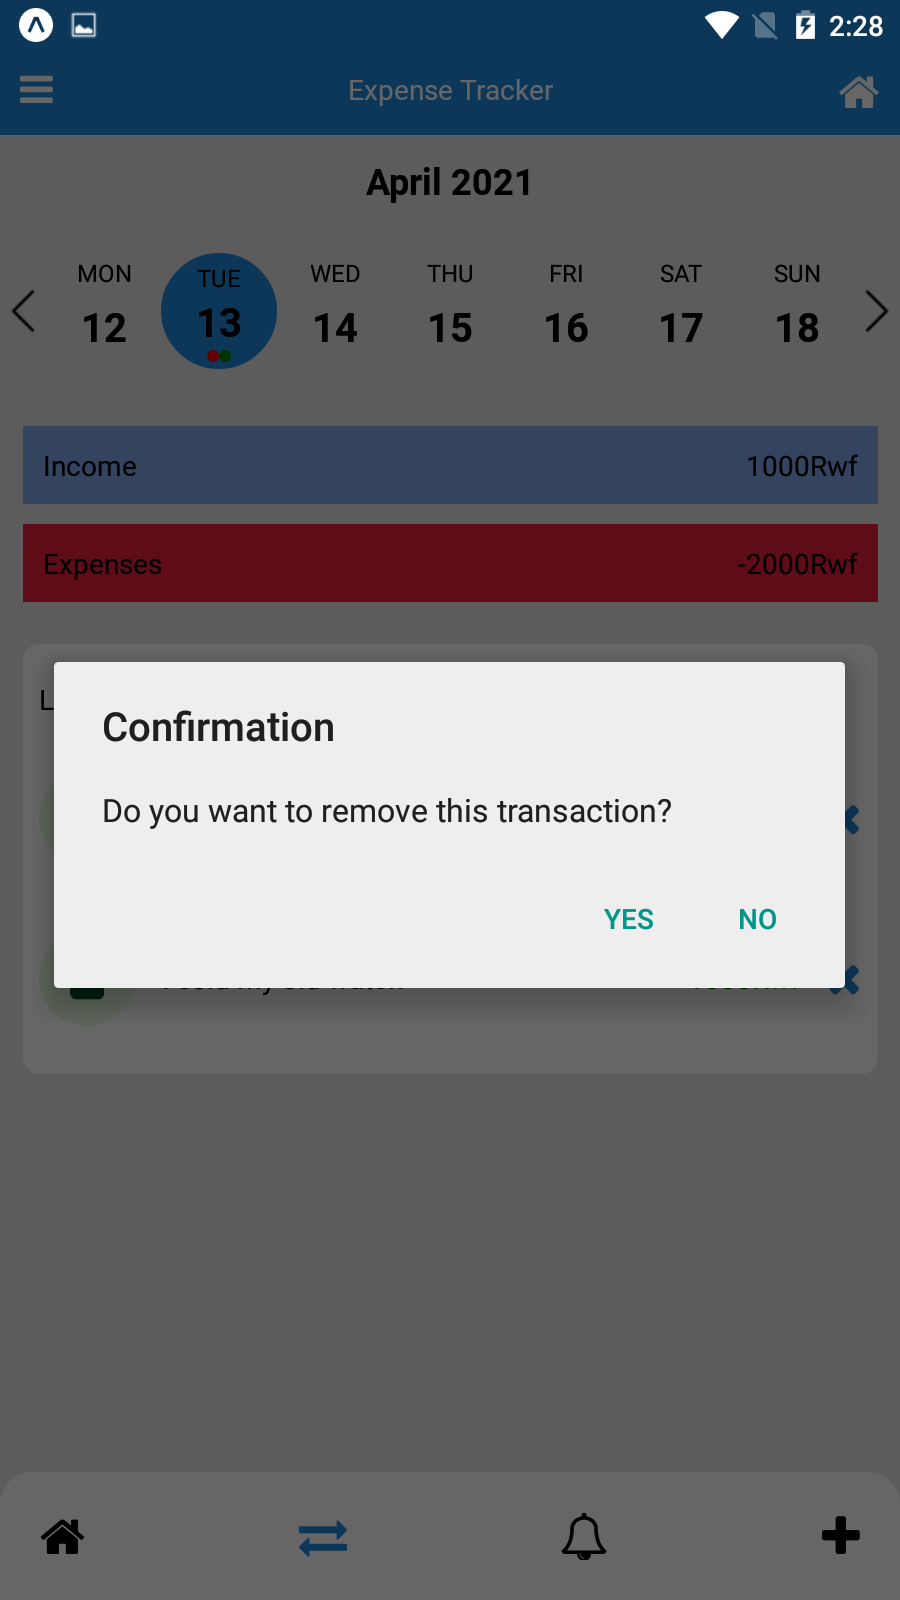 2:28
Expense Tracker
April 2021
MON TUE WED THU FRI SAT SUN
12 13 14 15 16 17 18
Income 1000Rwf
Expenses -2000Rwf
Confirmation
Do you want to remove this transaction?
YES NO